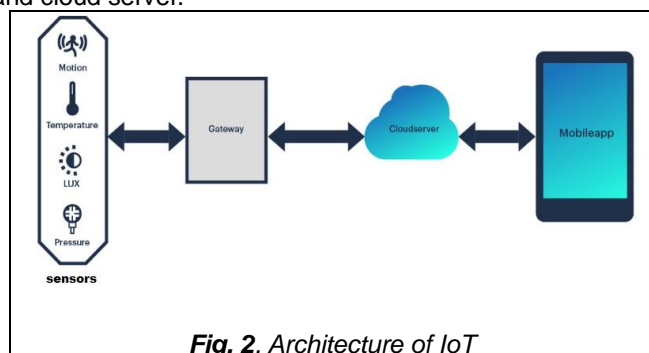 and cloud server.
Motion
Temperature
LUX
Pressure
sensors
Gateway
Cloudserver
Mobileapp
Fig. 2. Architecture of IoT